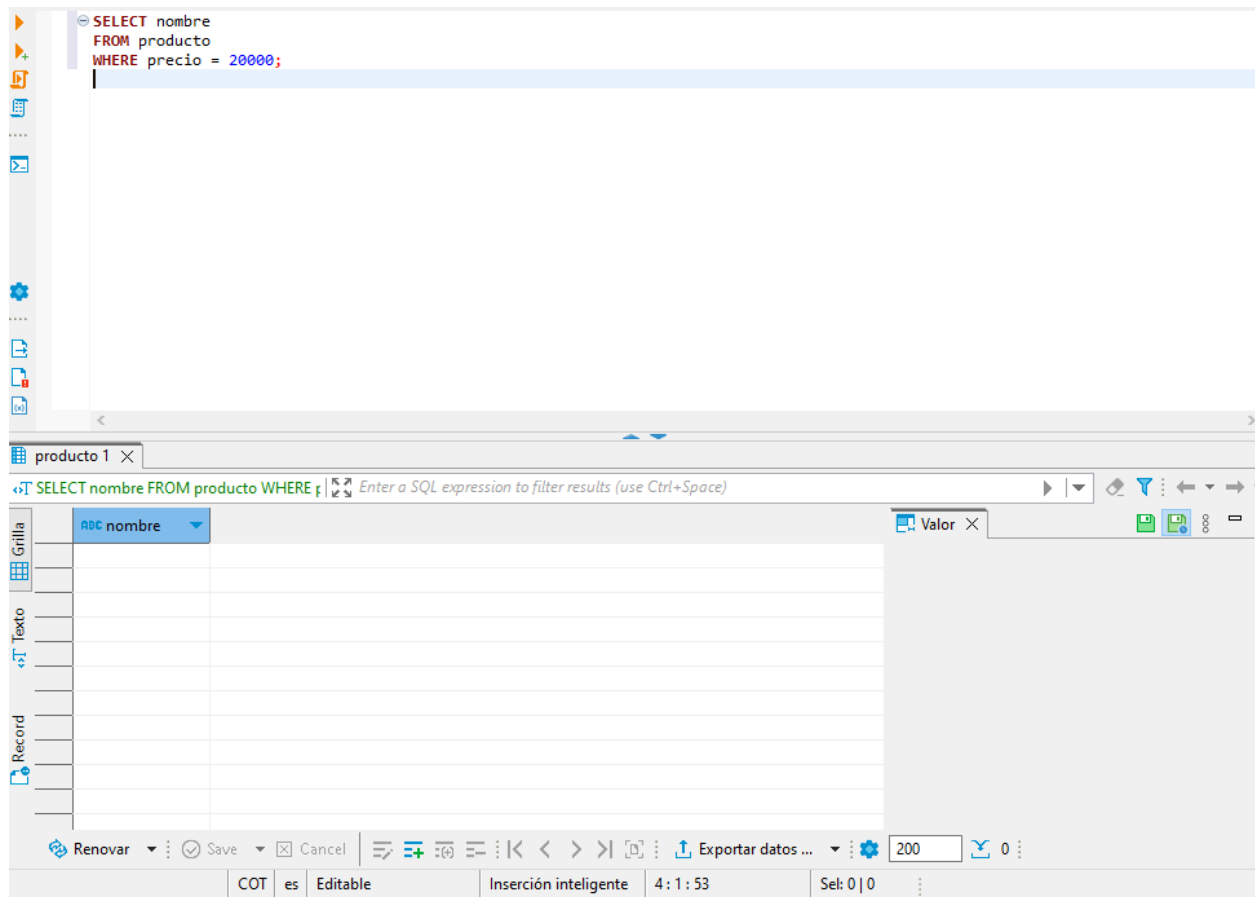 SELECT nombre
FROM producto
WHERE precio = 20000;
producto 1
SELECT nombre FROM producto WHERE p
Enter a SQL expression to filter results (use Ctrl+Space)
Grilla
Texto
Record
ABC nombre
Valor
Renovar
Save
Cancel
Exportar datos ...
200
0
COT
es
Editable
Inserción inteligente
4 : 1 : 53
Sel: 0 | 0